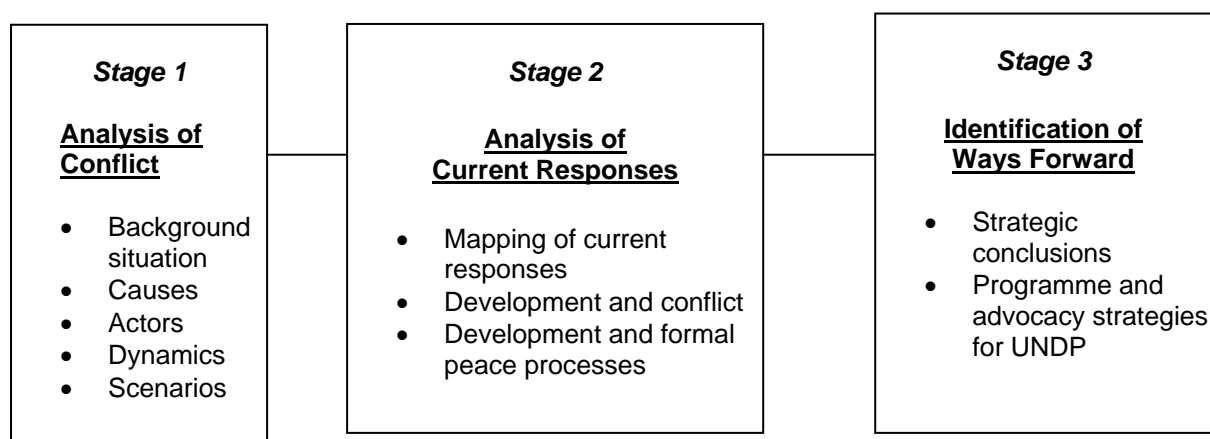 Stage 1
Analysis of
Conflict
• Background
situation
• Causes
• Actors
• Dynamics
• Scenarios
Stage 2
Analysis of
Current Responses
• Mapping of current
responses
• Development and conflict
• Development and formal
peace processes
Stage 3
Identification of
Ways Forward
• Strategic
conclusions
• Programme and
advocacy strategies
for UNDP